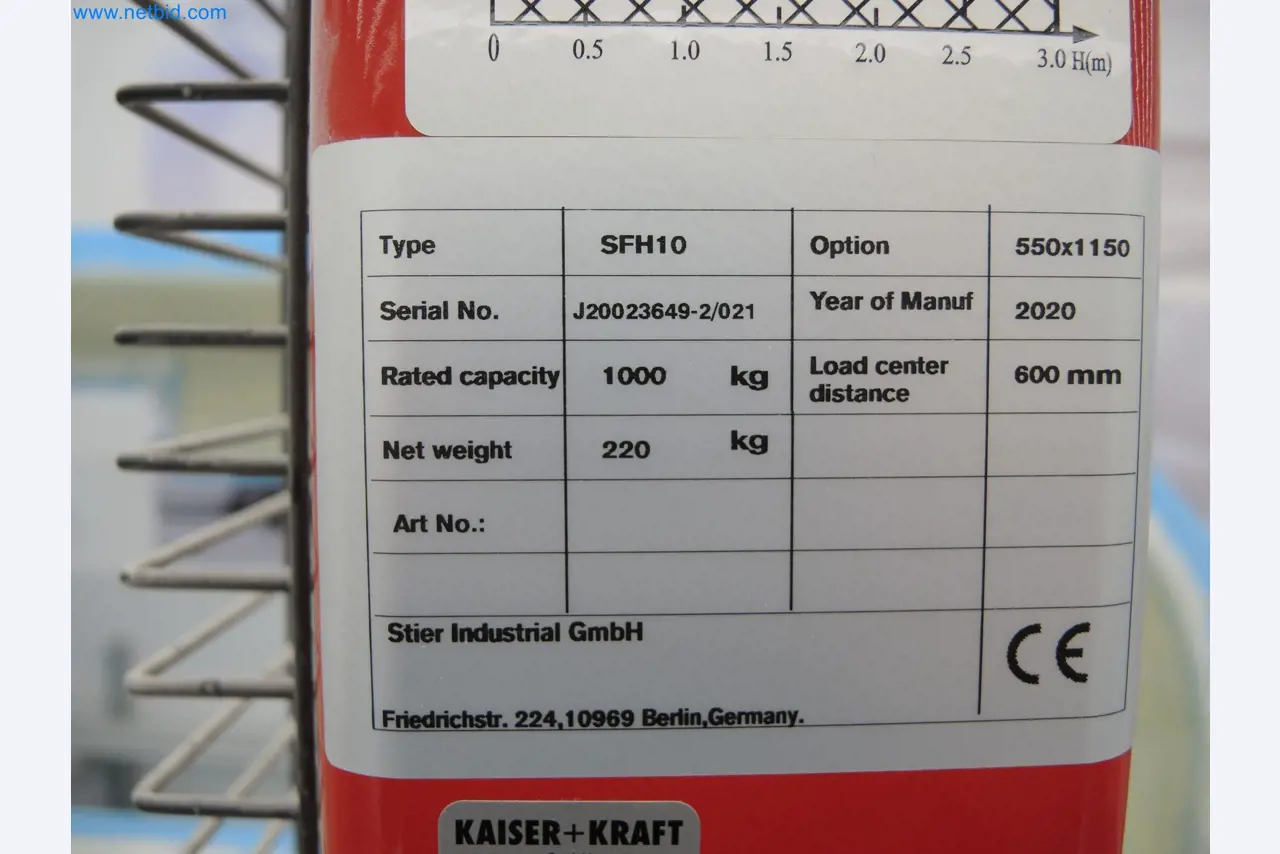 www.netbid.com
0 0.5 1.0 1.5 2.0 2.5 3.0 H(m)
Type SFH10 Option 550x1150
Serial No. J20023649-2/021 Year of Manuf 2020
Rated capacity 1000 kg Load center distance 600 mm
Net weight 220 kg
Art No.:
Stier Industrial GmbH
CE
Friedrichstr. 224,10969 Berlin,Germany.
KAISER+KRAFT